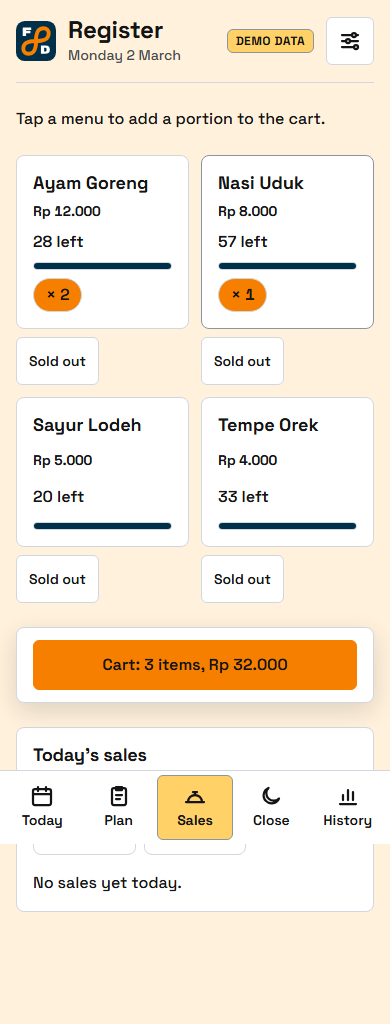 F
D
Register
Monday 2 March
DEMO DATA
Tap a menu to add a portion to the cart.
Ayam Goreng
Rp 12.000
28 left
× 2
Nasi Uduk
Rp 8.000
57 left
× 1
Sold out
Sold out
Sayur Lodeh
Rp 5.000
20 left
Tempe Orek
Rp 4.000
33 left
Sold out
Sold out
Cart: 3 items, Rp 32.000
Today's sales
Today
Plan
Sales
Close
History
No sales yet today.